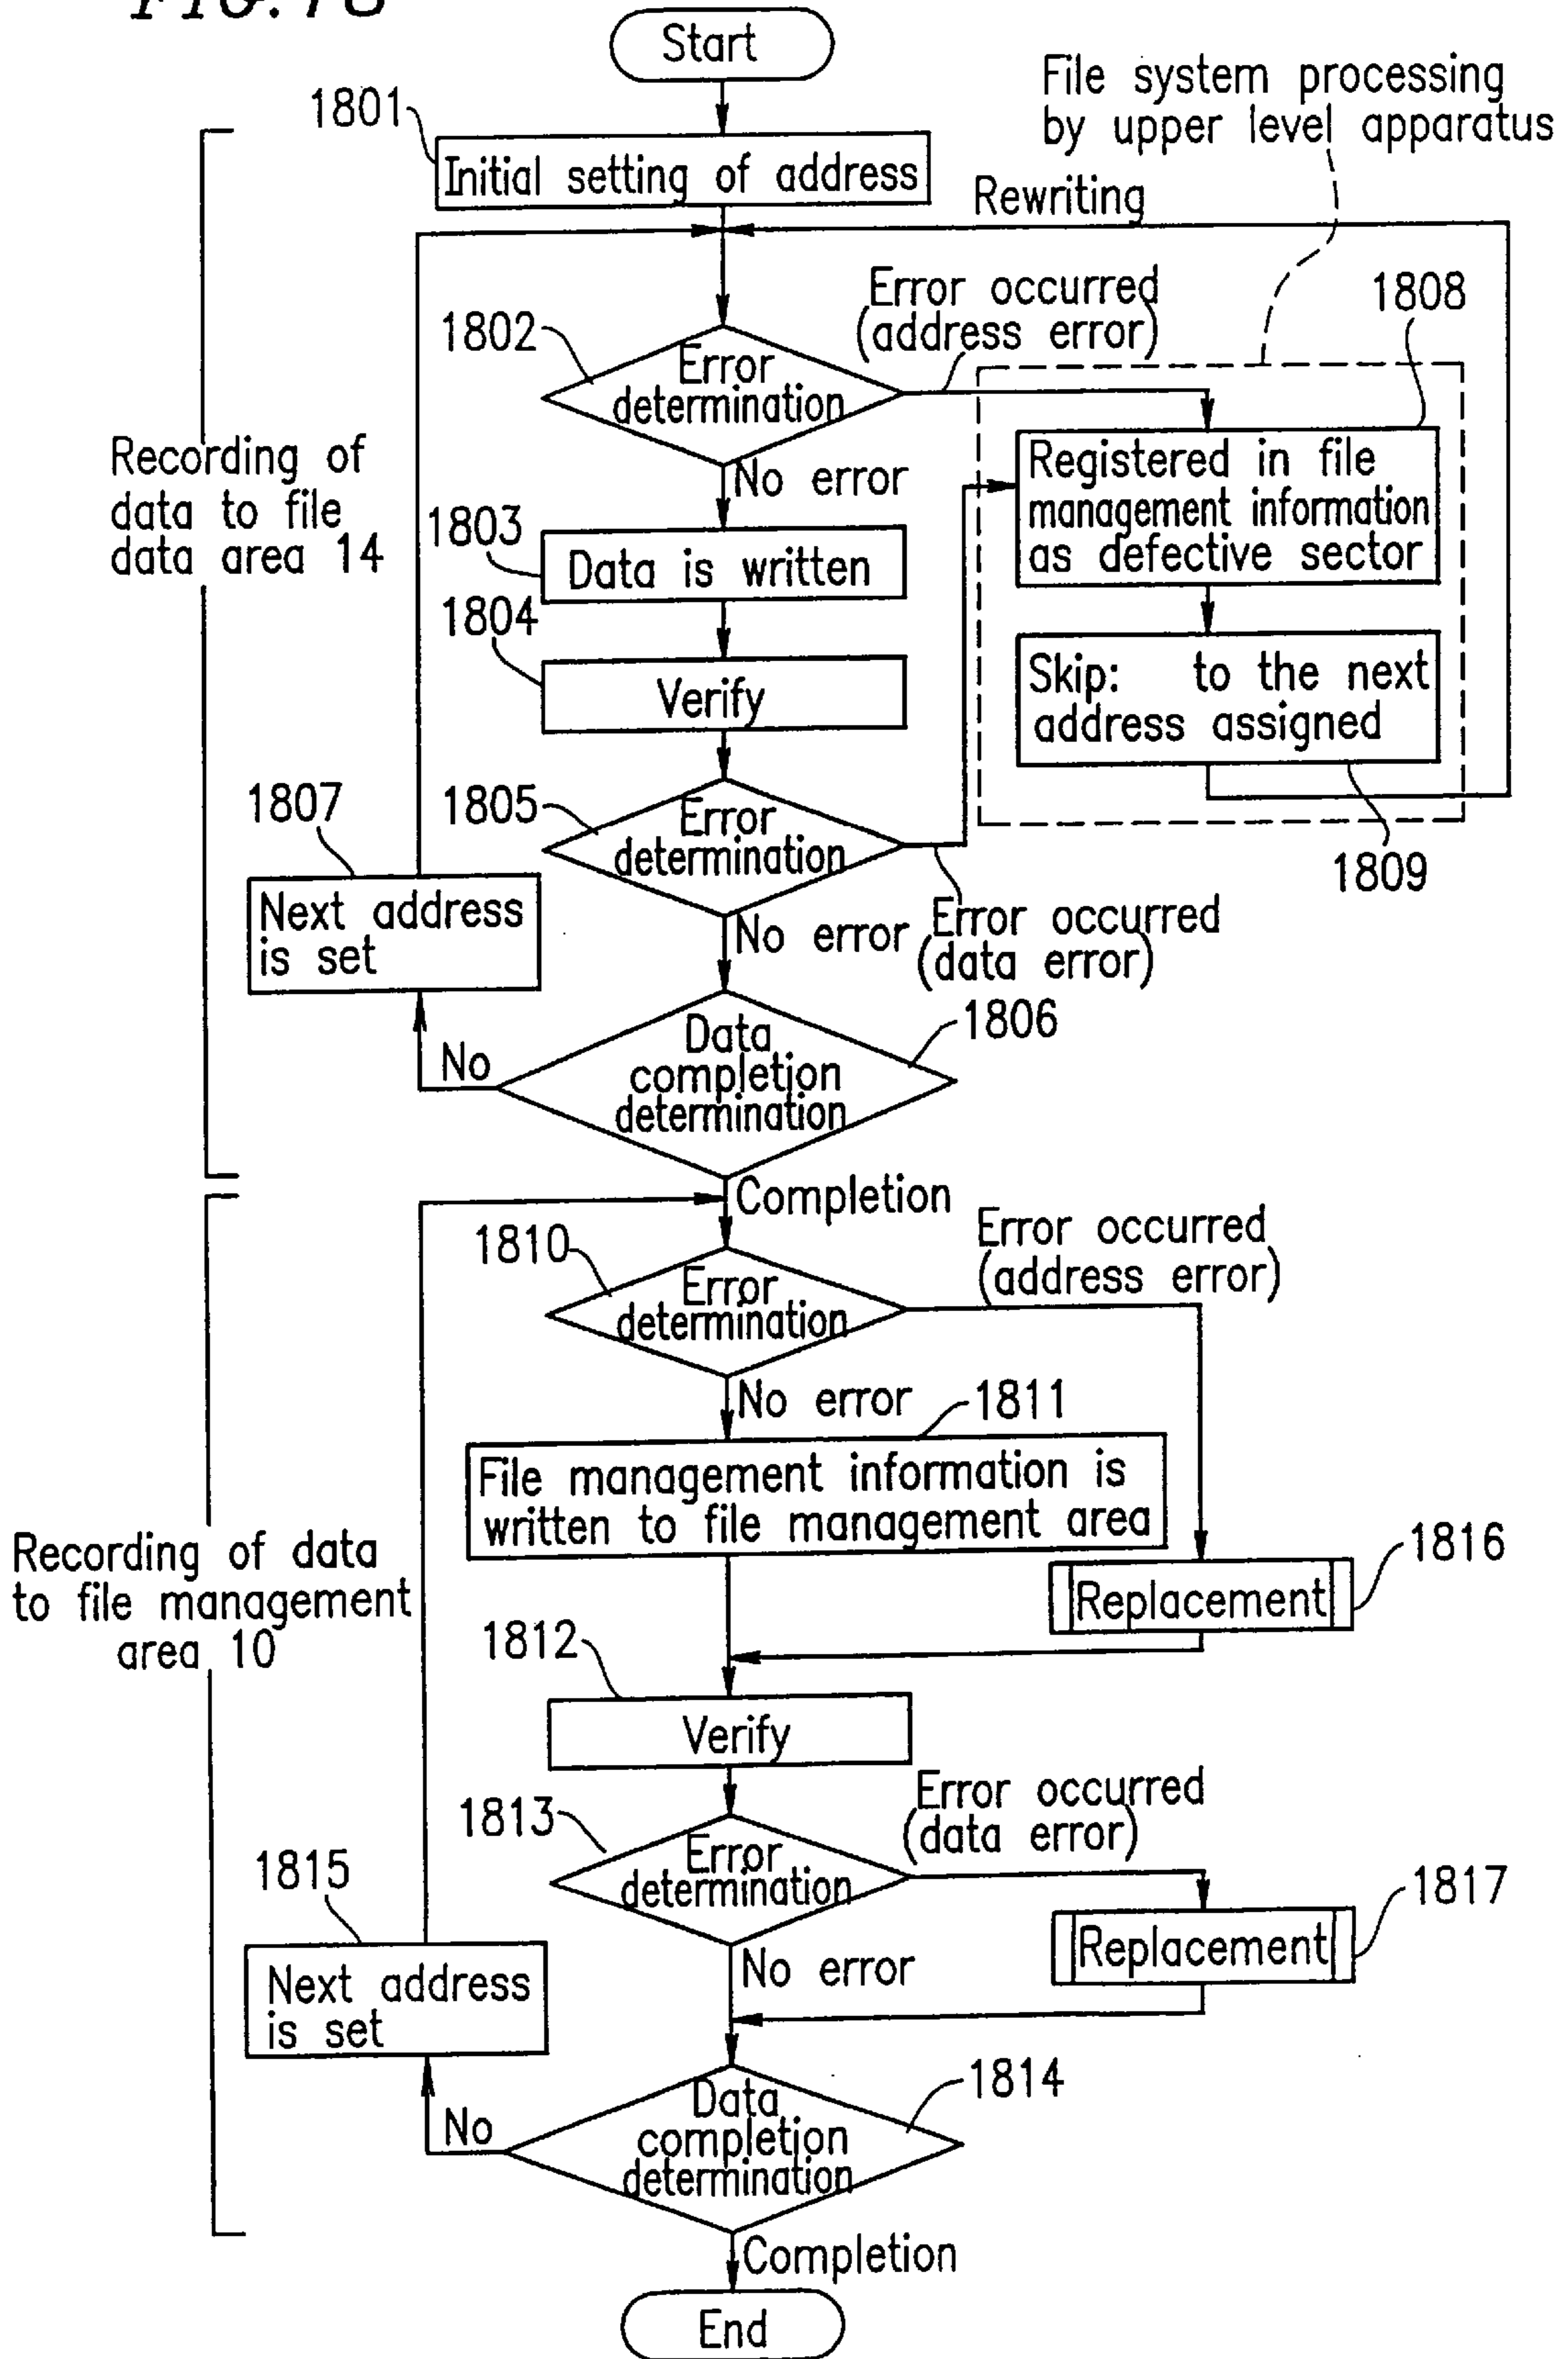 FIG. 18
Start
File system processing
by upper level apparatus
1801
Initial setting of address
Rewriting
Error occurred
(address error)
1808
1802
Error
determination
Registered in file
management information
as defective sector
Recording of
data to file
data area 14
No error
1803
Data is written
1804
Verify
Skip: to the next
address assigned
1807
1805
Error
determination
1809
Next address
is set
No error
Error occurred
(data error)
1806
Data
completion
determination
No
Completion
1810
Error occurred
(address error)
Error
determination
No error
1811
File management information is
written to file management area
Recording of data
to file management
area 10
1816
Replacement
1812
Verify
Error occurred
(data error)
1813
Error
determination
1815
1817
Replacement
Next address
is set
No error
1814
Data
completion
determination
No
Completion
End